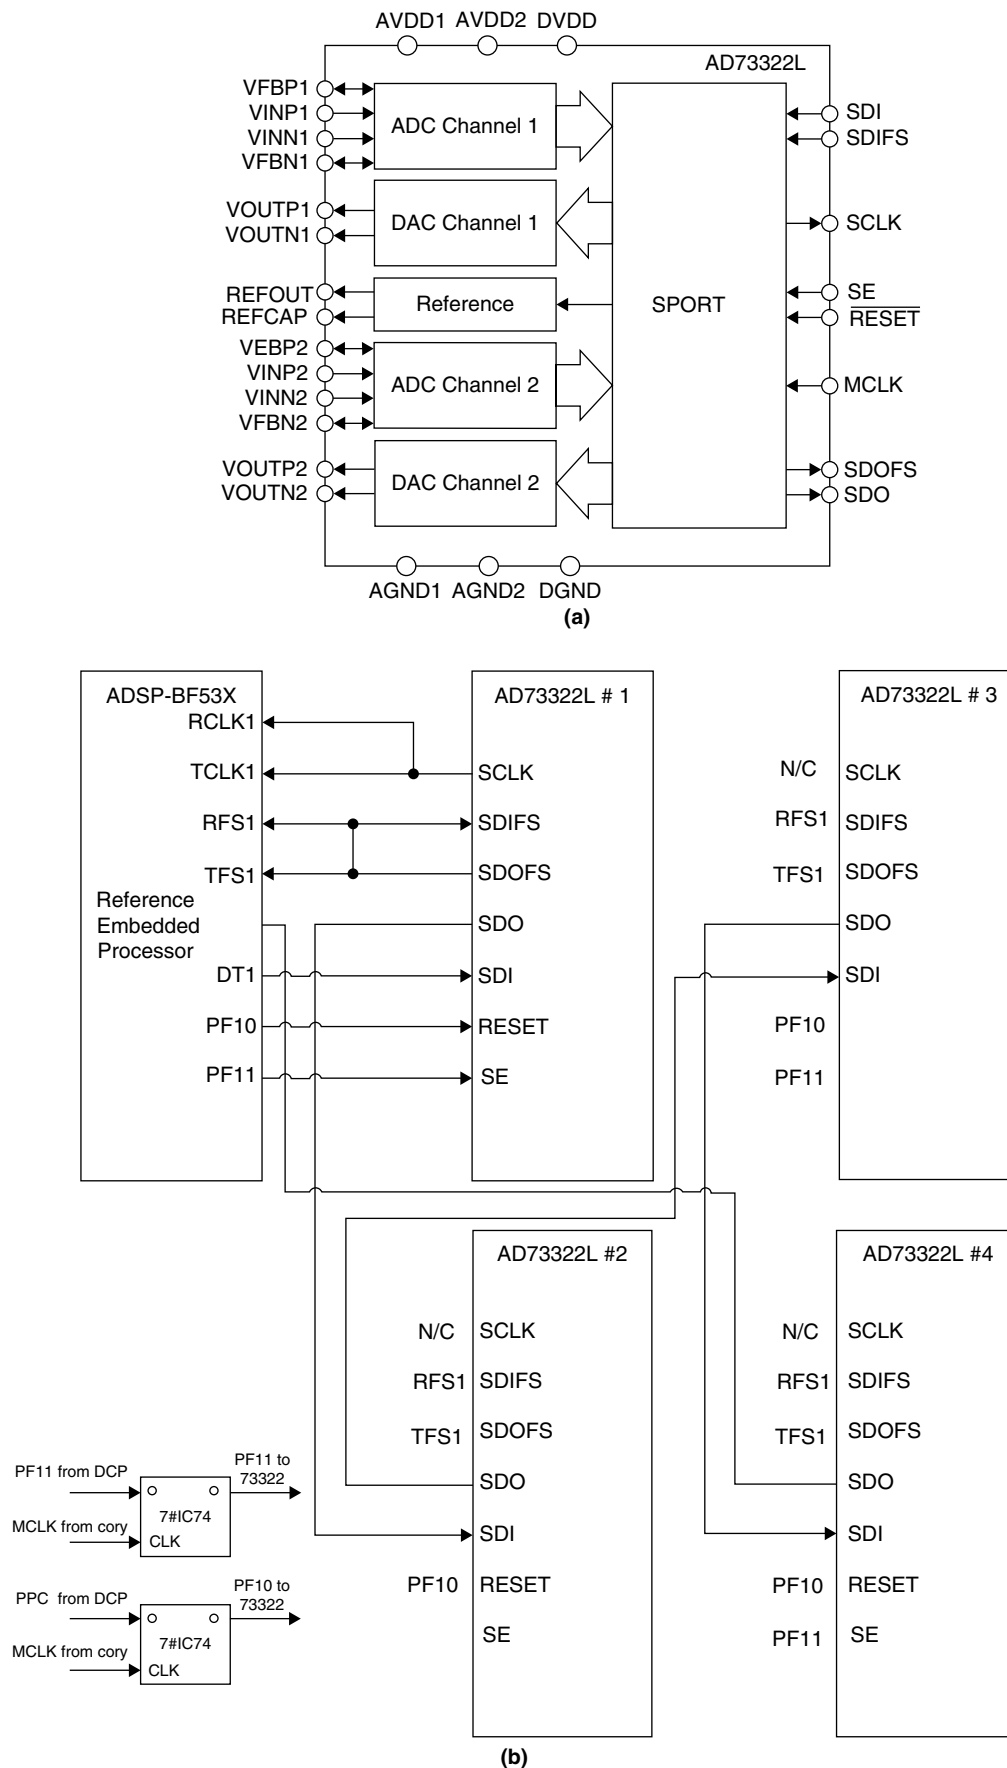 AVDD1 AVDD2 DVDD
AD73322L
VFBP1
VINP1
VINN1
VFBN1
ADC Channel 1
VOUTP1
VOUTN1
DAC Channel 1
REFOUT
REFCAP
Reference
VEBP2
VINP2
VINN2
VFBN2
ADC Channel 2
VOUTP2
VOUTN2
DAC Channel 2
SPORT
SDI
SDIFS
SCLK
SE
RESET
MCLK
SDOFS
SDO
AGND1 AGND2 DGND
(a)
ADSP-BF53X
RCLK1
TCLK1
RFS1
TFS1
Reference
Embedded
Processor
DT1
PF10
PF11
AD73322L # 1
SCLK
SDIFS
SDOFS
SDO
SDI
RESET
SE
AD73322L # 3
N/C SCLK
RFS1 SDIFS
TFS1 SDOFS
SDO
SDI
PF10
PF11
AD73322L #2
N/C SCLK
RFS1 SDIFS
TFS1 SDOFS
SDO
SDI
PF10 RESET
SE
AD73322L #4
N/C SCLK
RFS1 SDIFS
TFS1 SDOFS
SDO
SDI
PF10 RESET
PF11 SE
PF11 from DCP
MCLK from cory
7#IC74
CLK
PF11 to
73322
PPC from DCP
MCLK from cory
7#IC74
CLK
PF10 to
73322
(b)